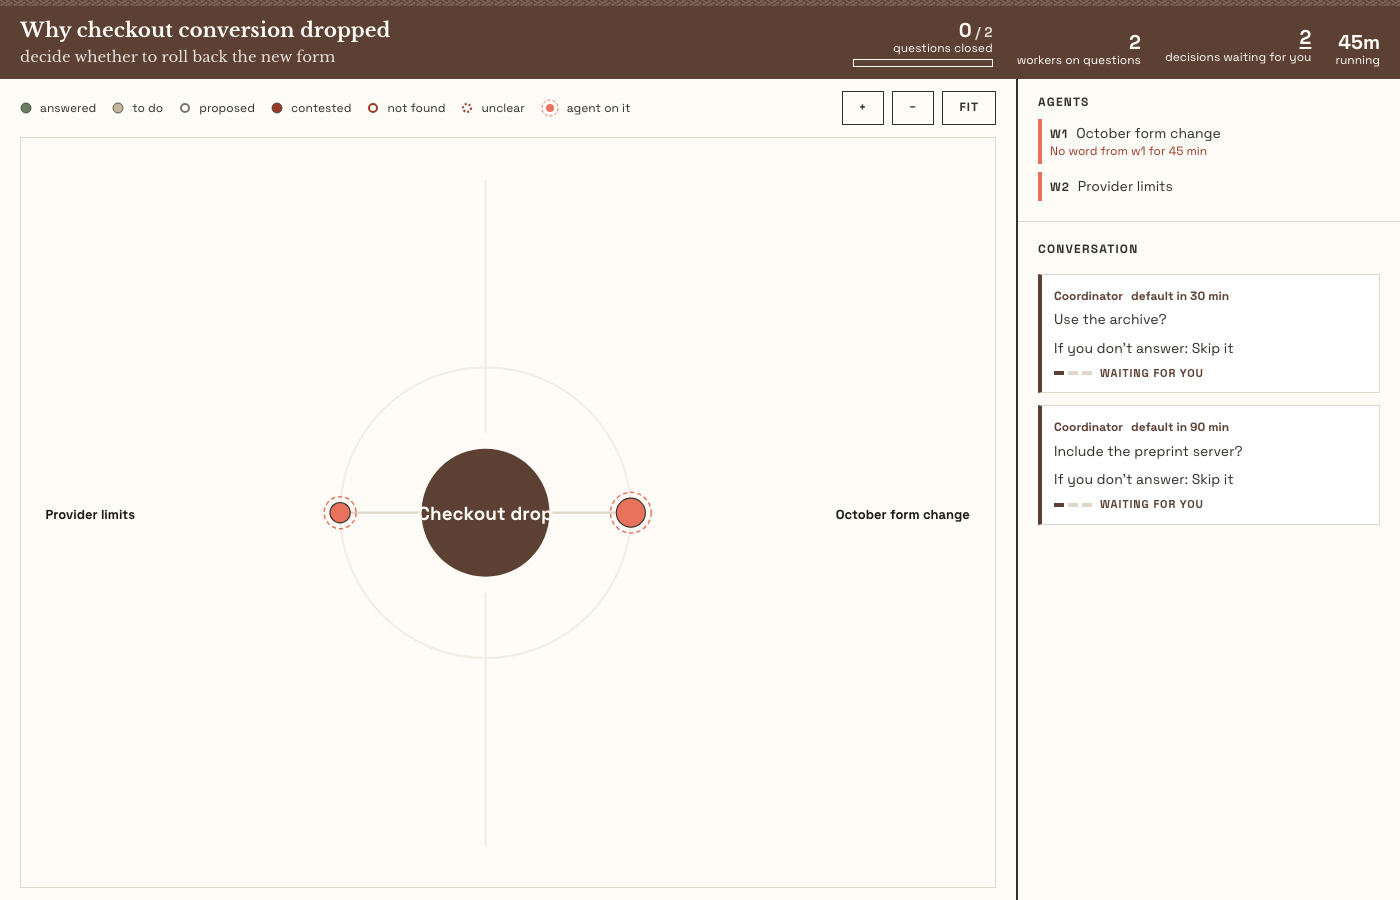 Why checkout conversion dropped
decide whether to roll back the new form
0 / 2
questions closed
2
workers on questions
2
decisions waiting for you
45m
running
answered
to do
proposed
contested
not found
unclear
agent on it
+
−
FIT
Provider limits
Checkout drop
October form change
AGENTS
W1 October form change
No word from w1 for 45 min
W2 Provider limits
CONVERSATION
Coordinator default in 30 min
Use the archive?
If you don't answer: Skip it
WAITING FOR YOU
Coordinator default in 90 min
Include the preprint server?
If you don't answer: Skip it
WAITING FOR YOU